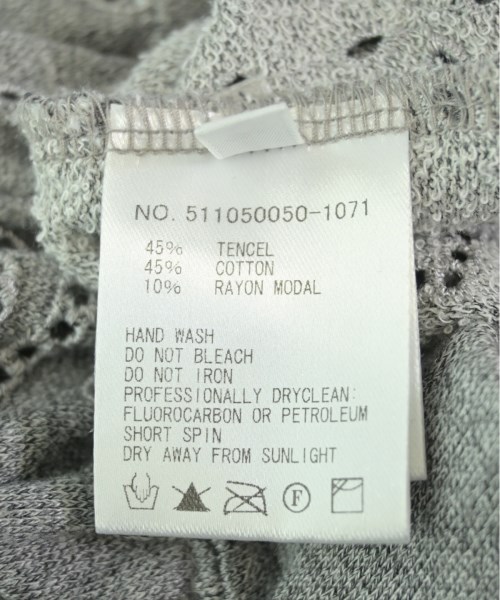 NO. 511050050-1071
45% TENCEL
45% COTTON
10% RAYON MODAL
HAND WASH
DO NOT BLEACH
DO NOT IRON
PROFESSIONALLY DRYCLEAN:
FLUOROCARBON OR PETROLEUM
SHORT SPIN
DRY AWAY FROM SUNLIGHT
F